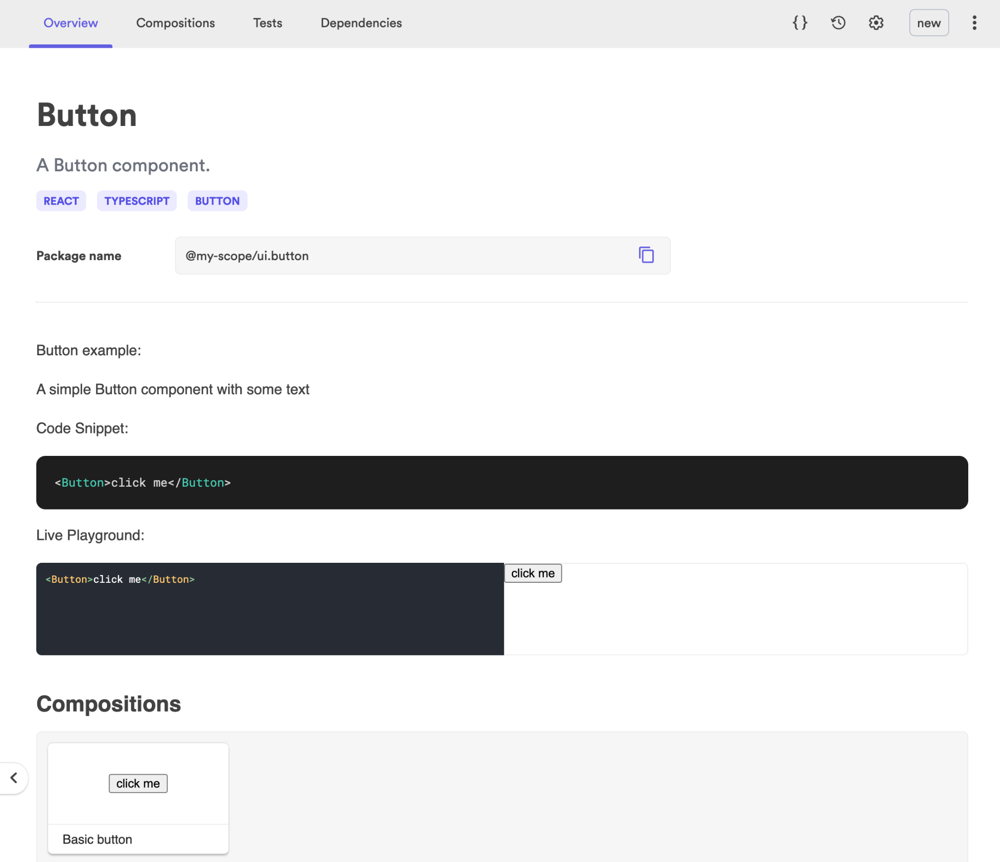 Overview Compositions Tests Dependencies { } new
Button
A Button component.
REACT TYPESCRIPT BUTTON
Package name @my-scope/ui.button
Button example:
A simple Button component with some text
Code Snippet:
<Button>click me</Button>
Live Playground:
<Button>click me</Button> click me
Compositions
click me
Basic button